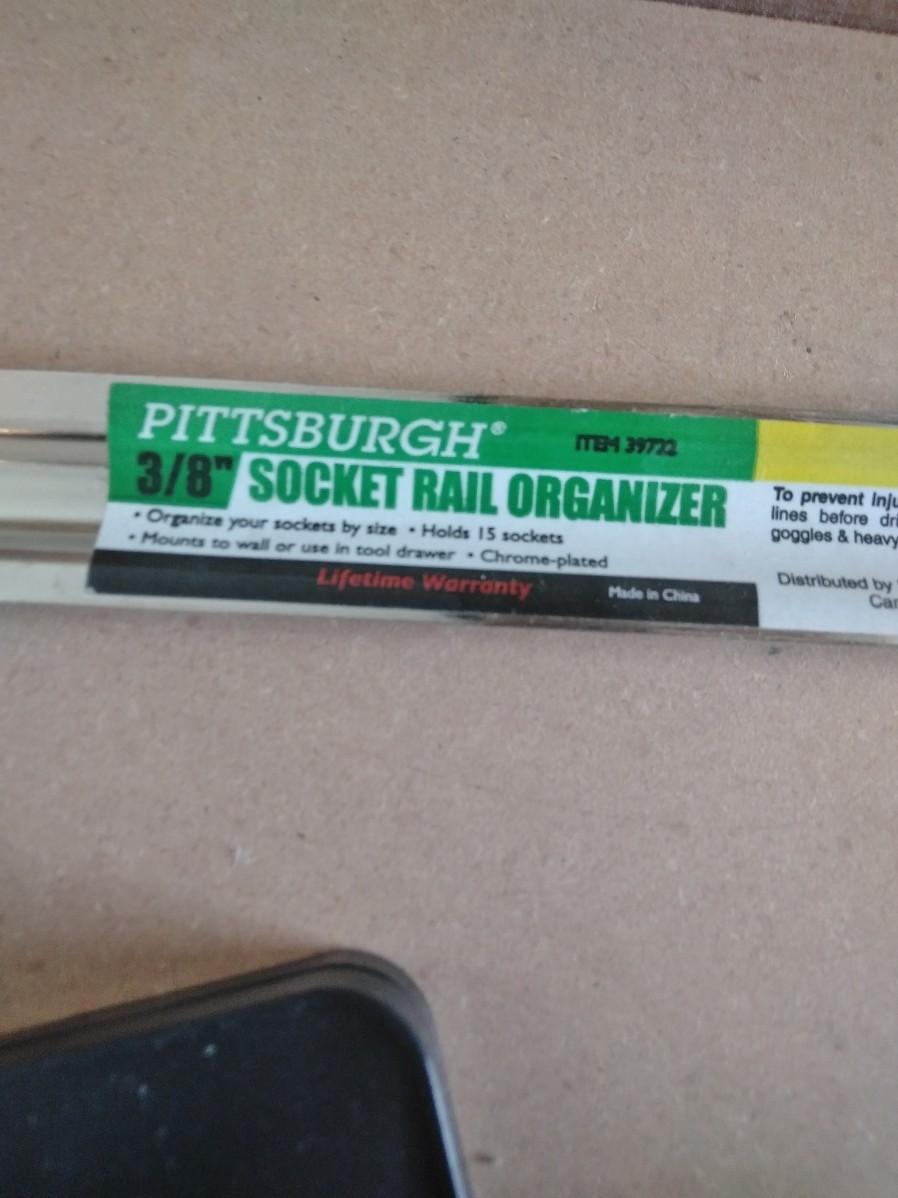 PITTSBURGH® ITEM 39722
3/8" SOCKET RAIL ORGANIZER
• Organize your sockets by size • Holds 15 sockets
• Mounts to wall or use in tool drawer • Chrome-plated
Lifetime Warranty Made in China
To prevent inju
lines before dri
goggles & heavy
Distributed by
Car